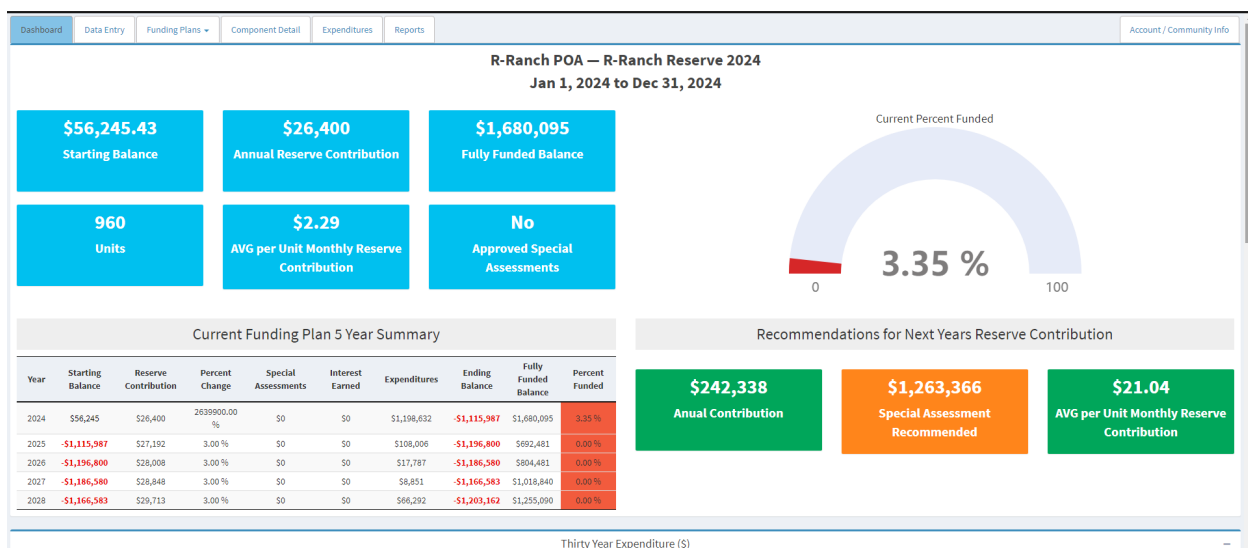 Dashboard Data Entry Funding Plans Component Detail Expenditures Reports Account / Community Info
R-Ranch POA — R-Ranch Reserve 2024
Jan 1, 2024 to Dec 31, 2024
$56,245.43
Starting Balance
$26,400
Annual Reserve Contribution
$1,680,095
Fully Funded Balance
960
Units
$2.29
AVG per Unit Monthly Reserve
Contribution
No
Approved Special
Assessments
Current Percent Funded
3.35 %
0 100
Current Funding Plan 5 Year Summary
Year Starting Balance Reserve Contribution Percent Change Special Assessments Interest Earned Expenditures Ending Balance Fully Funded Balance Percent Funded
2024 $56,245 $26,400 2639900.00 % $0 $0 $1,198,632 -$1,115,987 $1,680,095 3.35 %
2025 -$1,115,987 $27,192 3.00 % $0 $0 $108,006 -$1,196,800 $692,481 0.00 %
2026 -$1,196,800 $28,008 3.00 % $0 $0 $17,787 -$1,186,580 $804,481 0.00 %
2027 -$1,186,580 $28,848 3.00 % $0 $0 $8,851 -$1,166,583 $1,018,840 0.00 %
2028 -$1,166,583 $29,713 3.00 % $0 $0 $66,292 -$1,203,162 $1,255,090 0.00 %
Recommendations for Next Years Reserve Contribution
$242,338
Anual Contribution
$1,263,366
Special Assessment
Recommended
$21.04
AVG per Unit Monthly Reserve
Contribution
Thirty Year Expenditure ($)